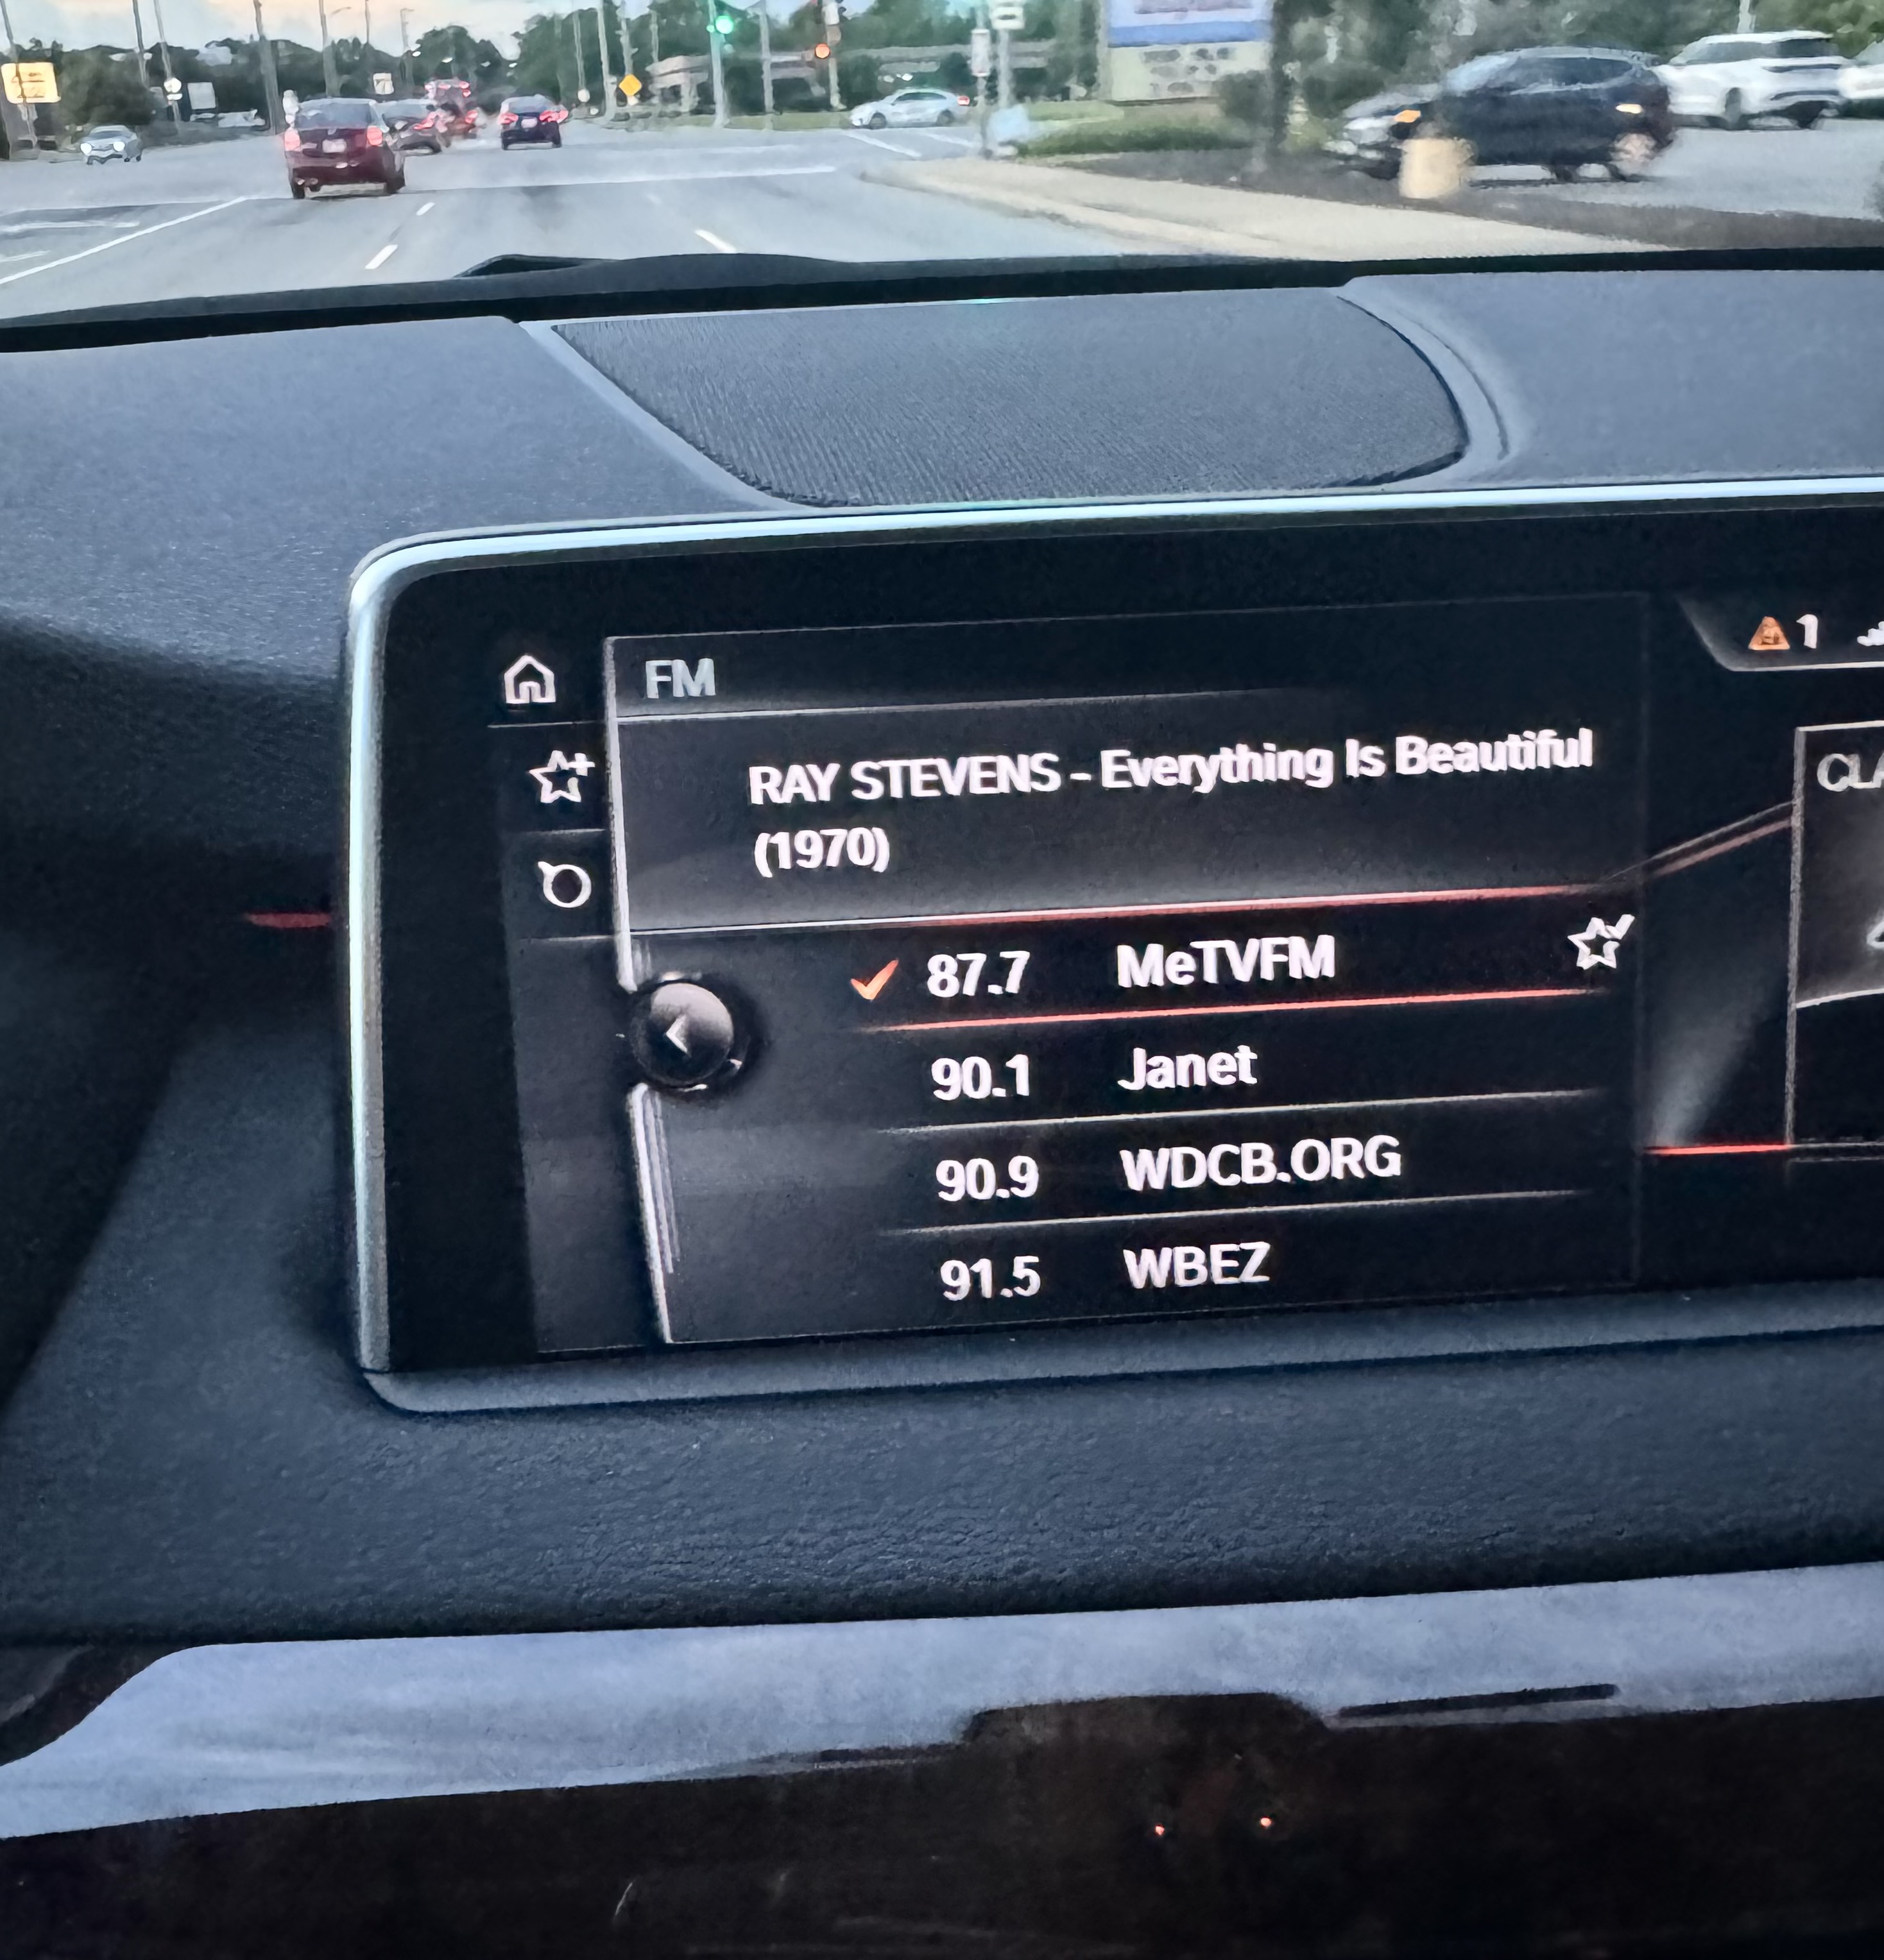 FM
RAY STEVENS - Everything Is Beautiful
(1970)
87.7 MeTVFM
90.1 Janet
90.9 WDCB.ORG
91.5 WBEZ
1